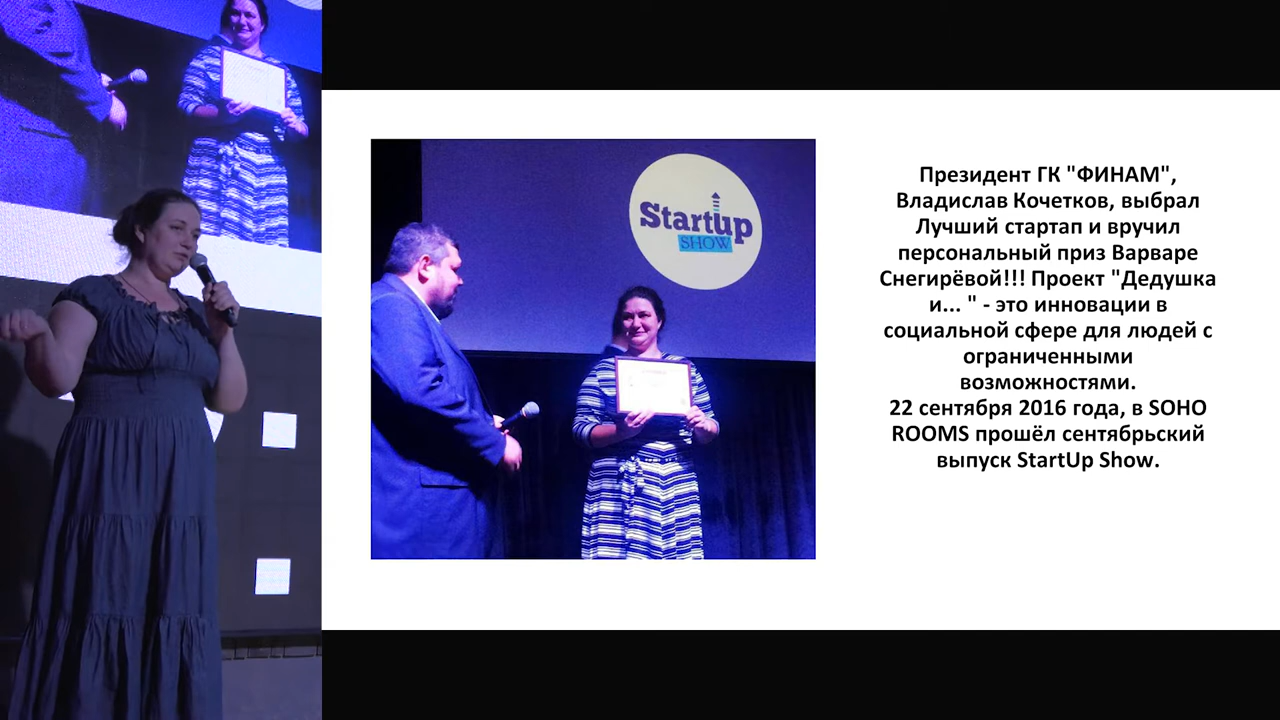 StartUp
SHOW
Президент ГК "ФИНАМ",
Владислав Кочетков, выбрал
Лучший стартап и вручил
персональный приз Варваре
Снегирёвой!!! Проект "Дедушка
и... " - это инновации в
социальной сфере для людей с
ограниченными
возможностями.
22 сентября 2016 года, в SOHO
ROOMS прошёл сентябрьский
выпуск StartUp Show.